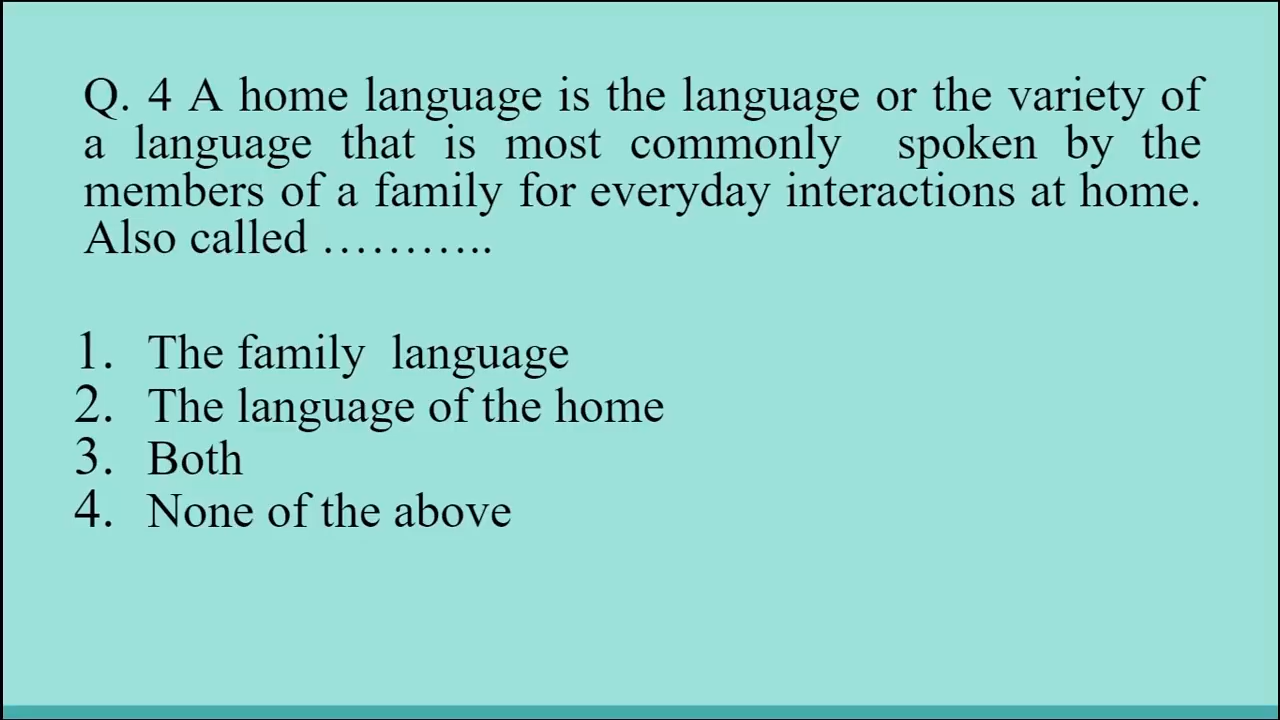 Q. 4 A home language is the language or the variety of
a language that is most commonly spoken by the
members of a family for everyday interactions at home.
Also called ………..
1. The family language
2. The language of the home
3. Both
4. None of the above